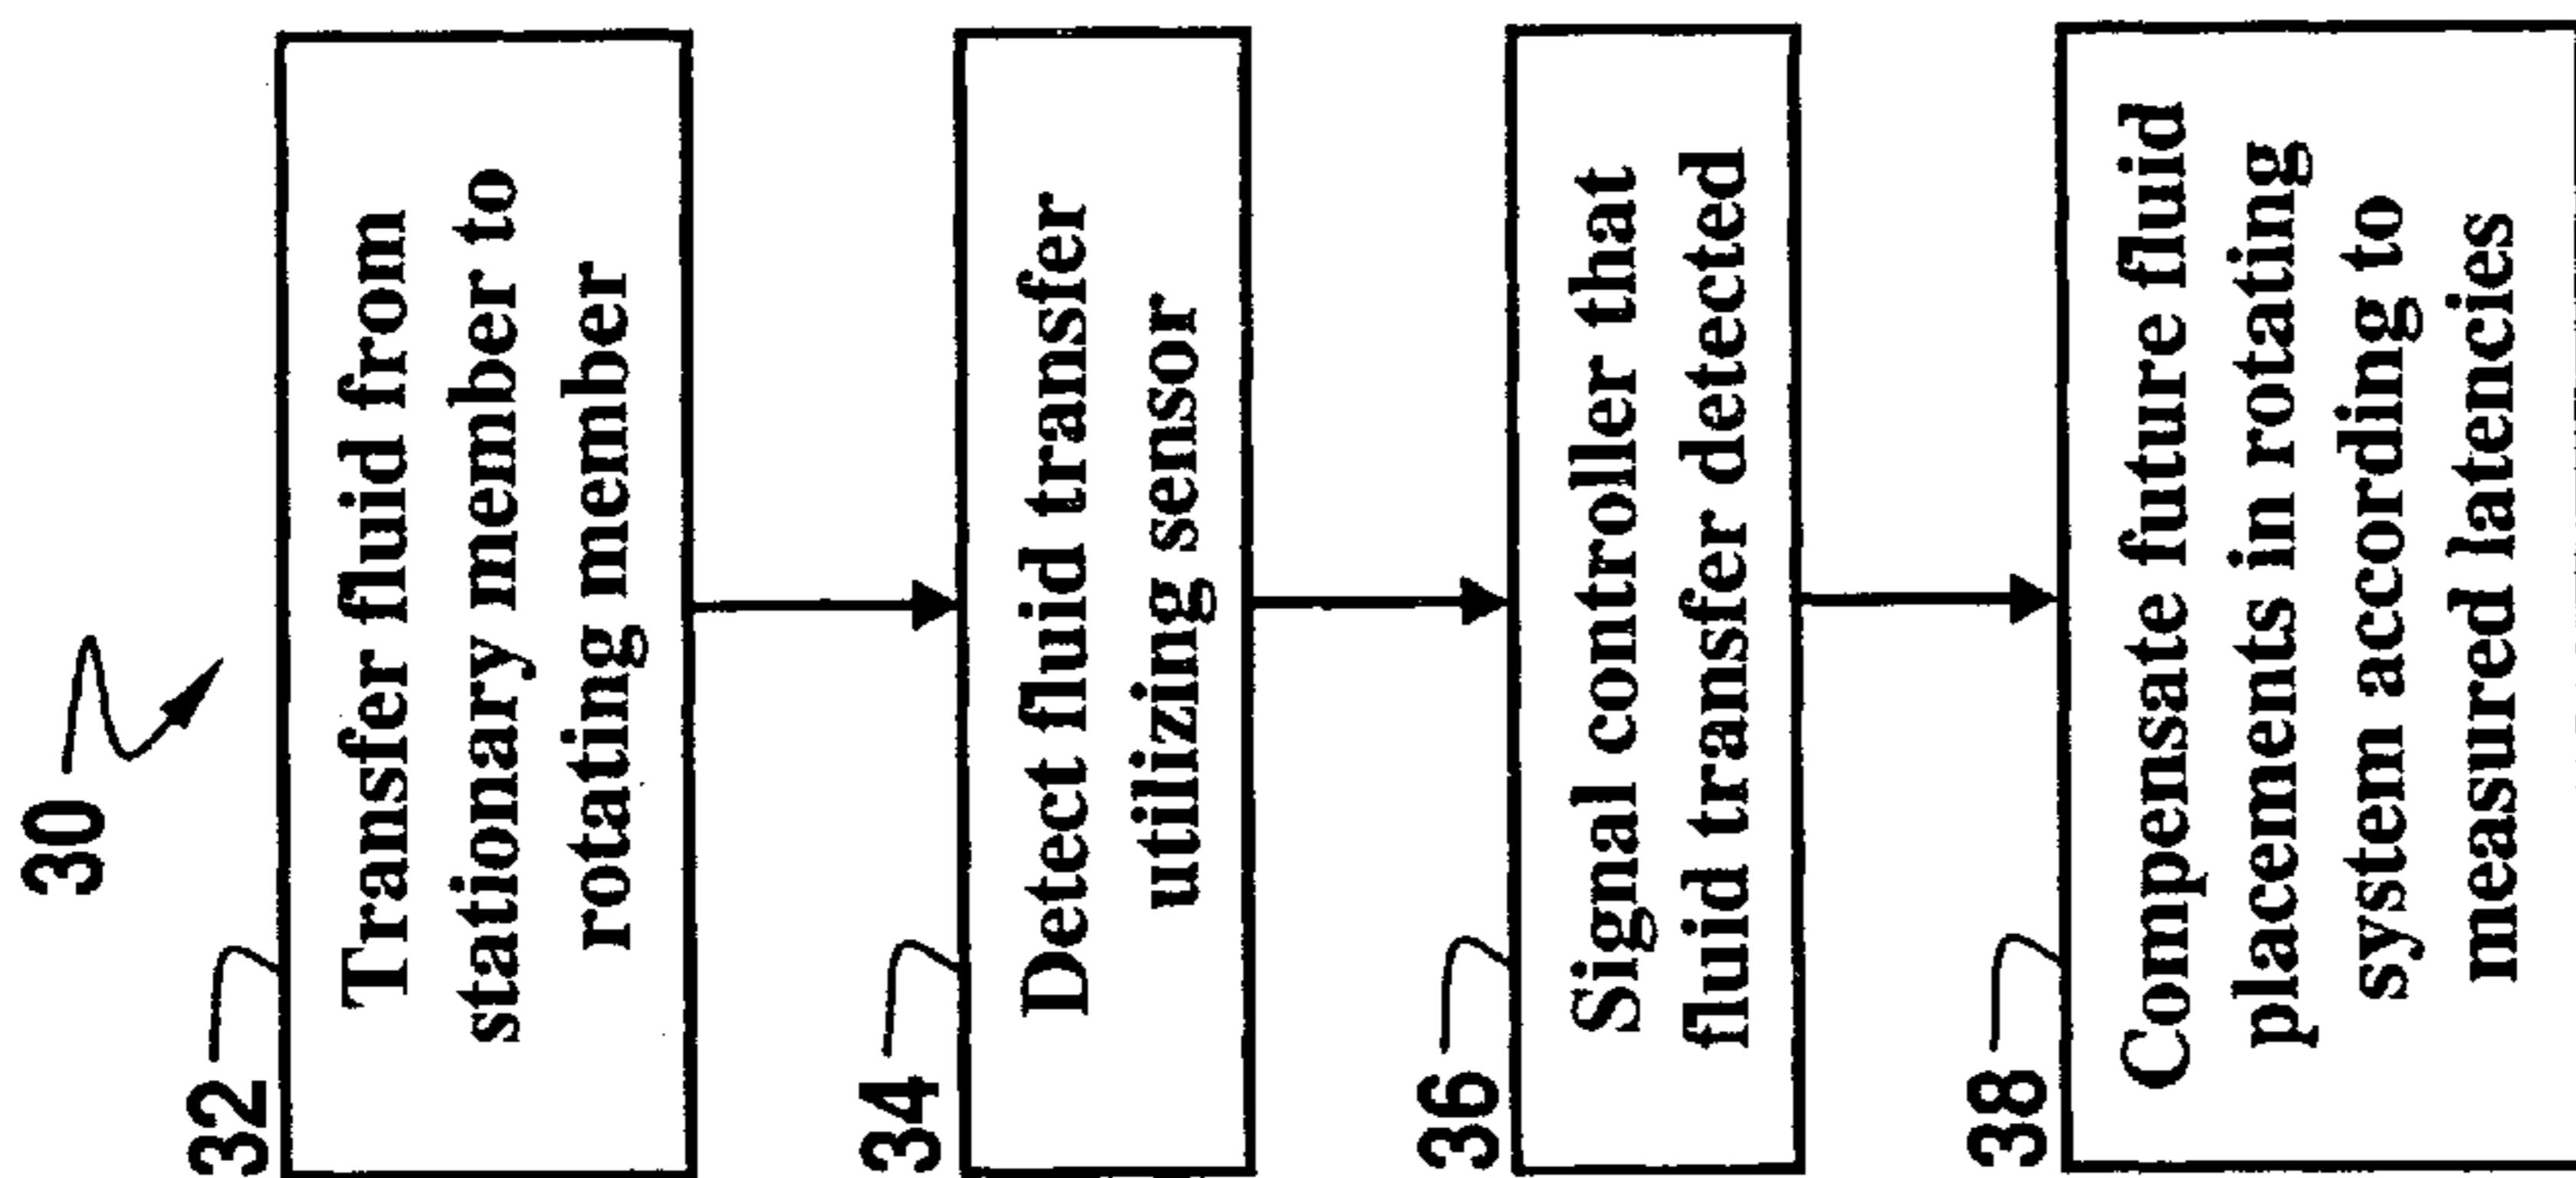 30
32
Transfer fluid from
stationary member to
rotating member
34
Detect fluid transfer
utilizing sensor
36
Signal controller that
fluid transfer detected
38
Compensate future fluid
placements in rotating
system according to
measured latencies